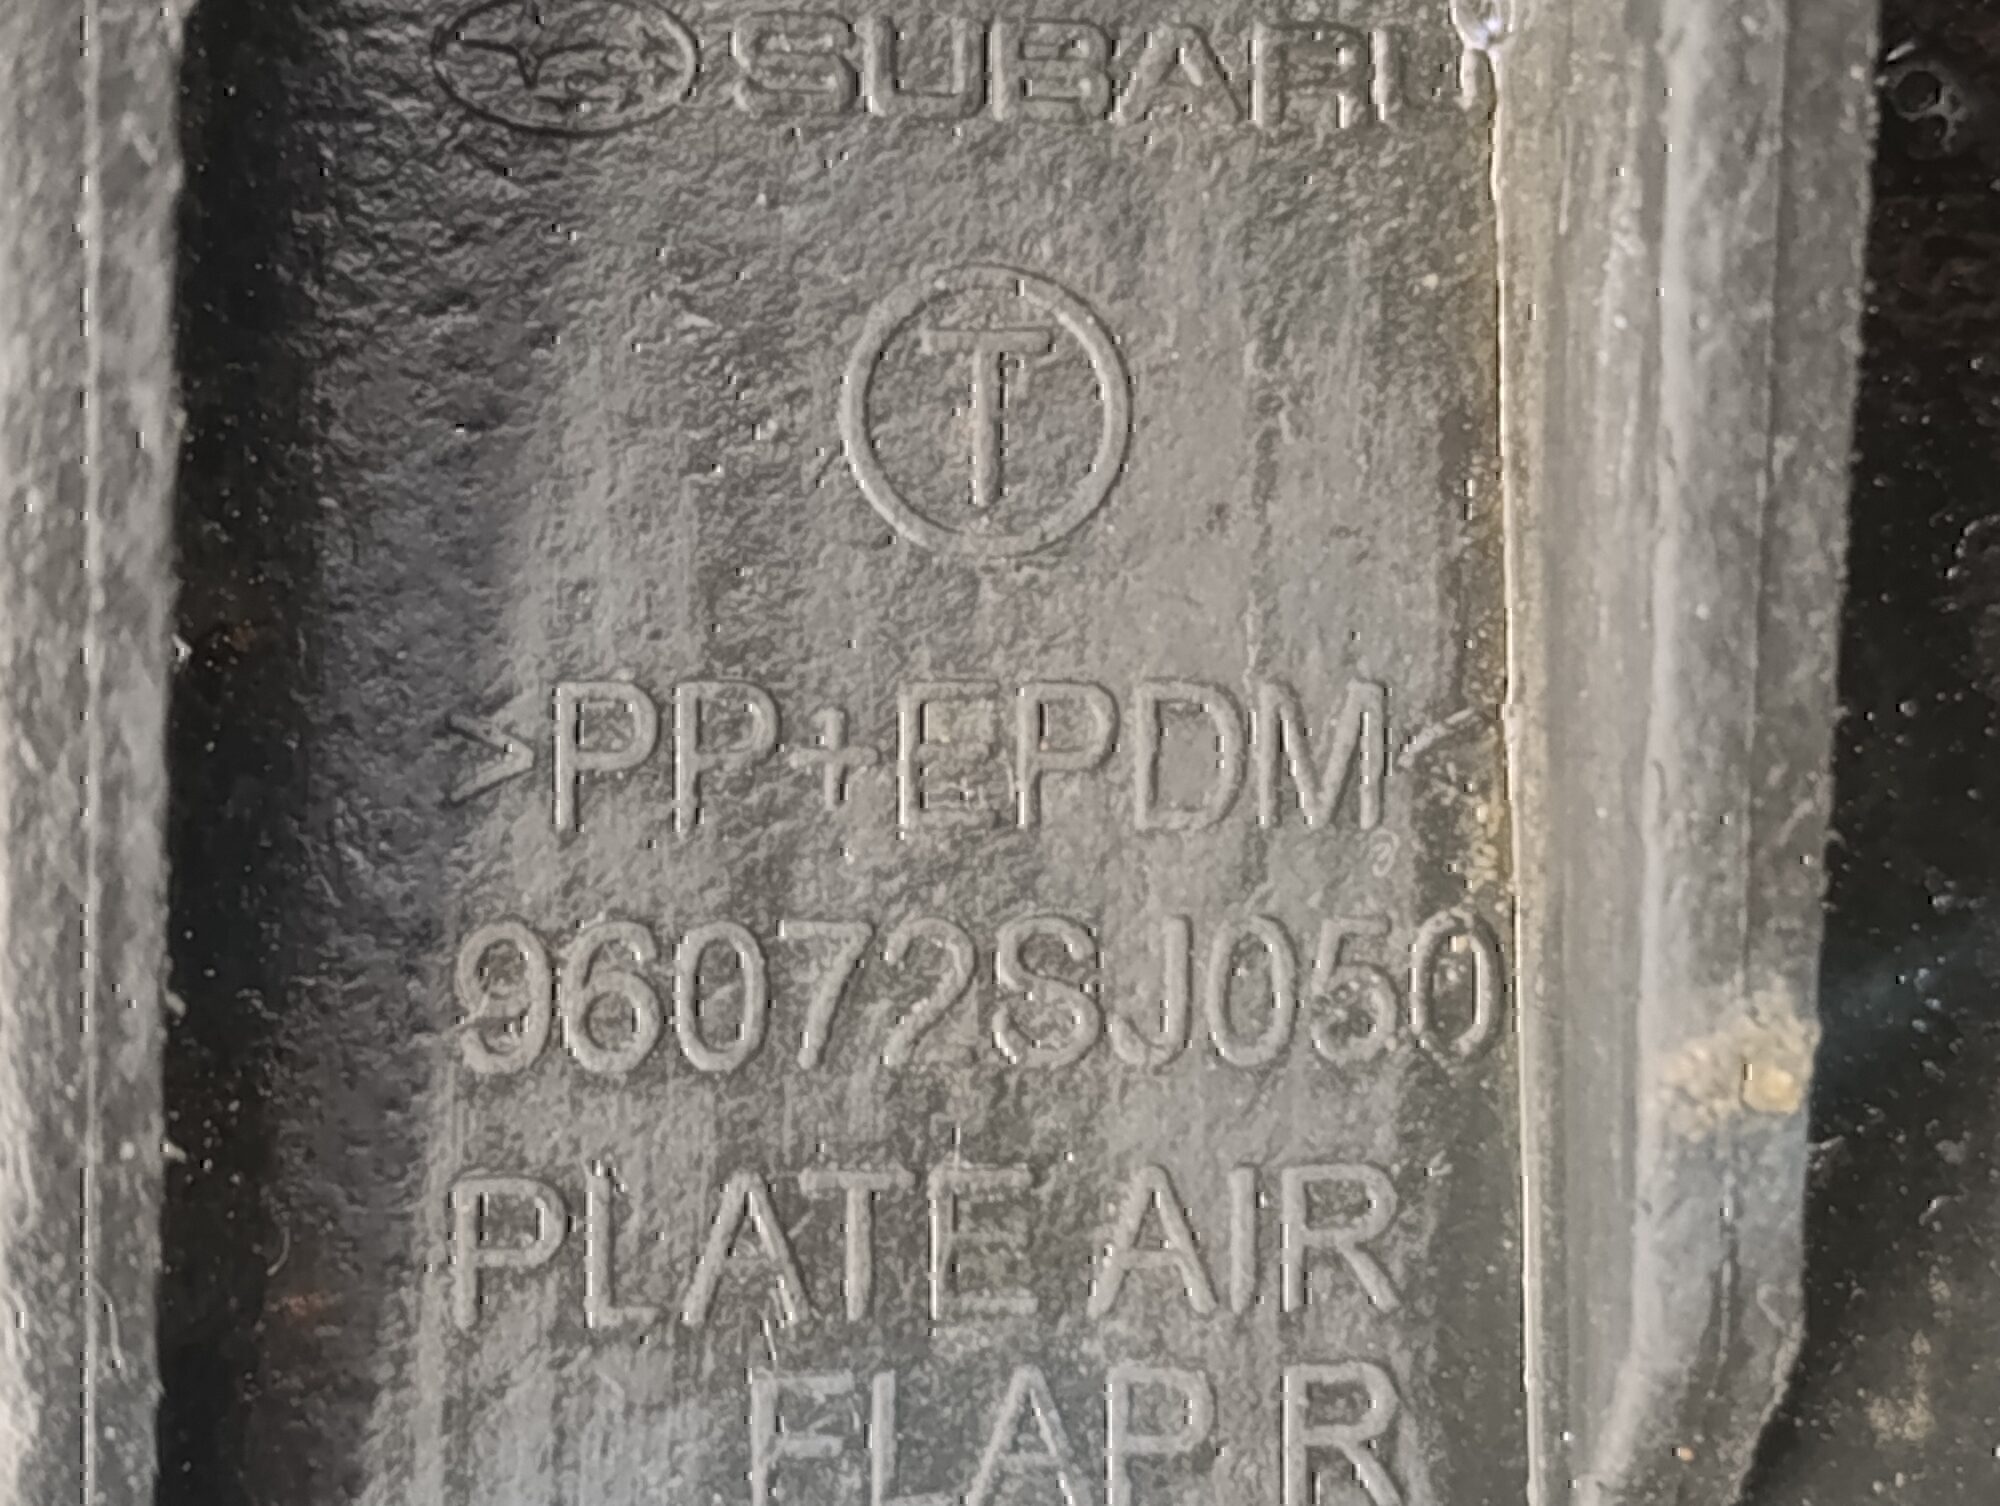 SUBARU
T
>PP+EPDM<
96072SJ050
PLATE AIR
FLAP R